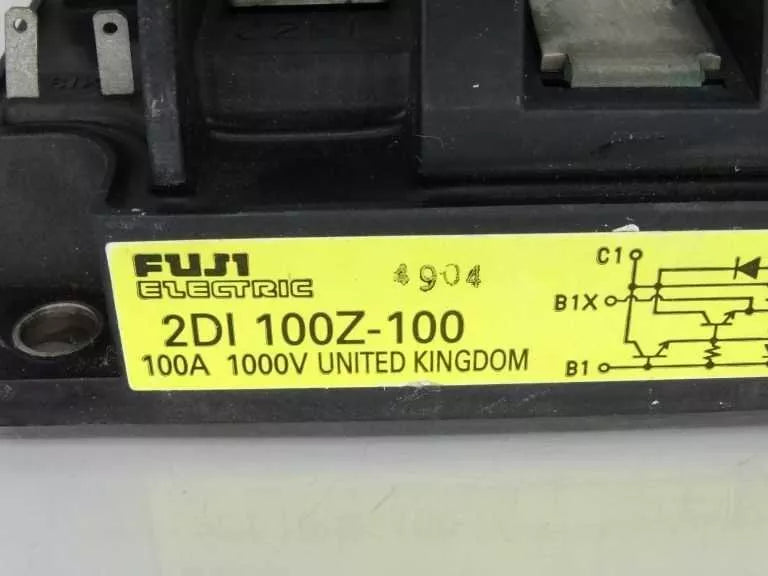 FUJI
ELECTRIC
4904
2DI 100Z-100
100A 1000V UNITED KINGDOM
C1
B1X
B1